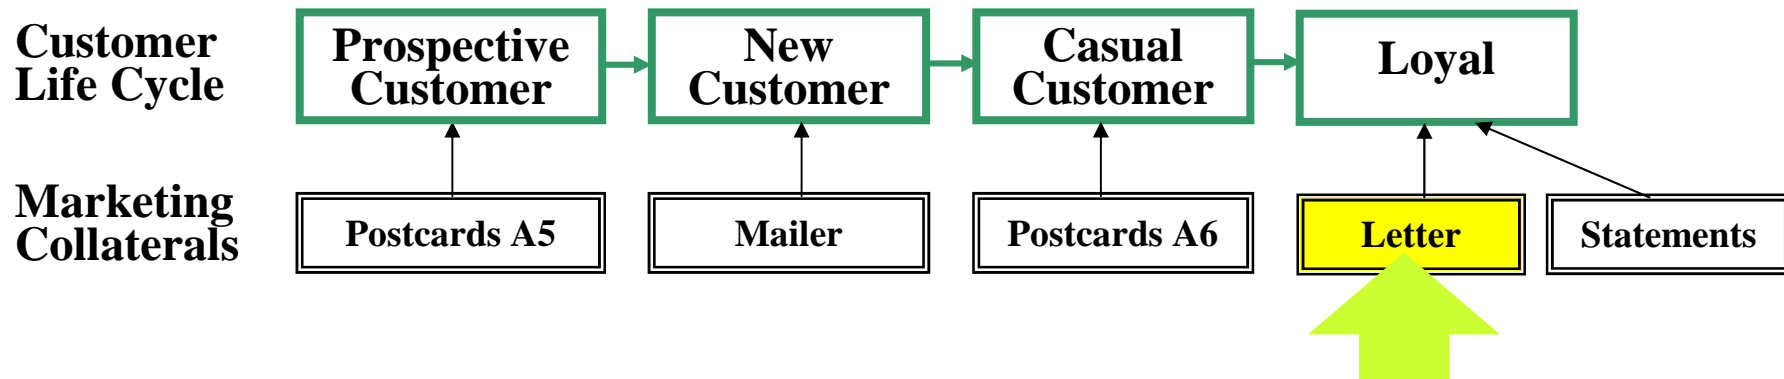 Customer
Life Cycle
Prospective
Customer
New
Customer
Casual
Customer
Loyal
Marketing
Collaterals
Postcards A5
Mailer
Postcards A6
Letter
Statements